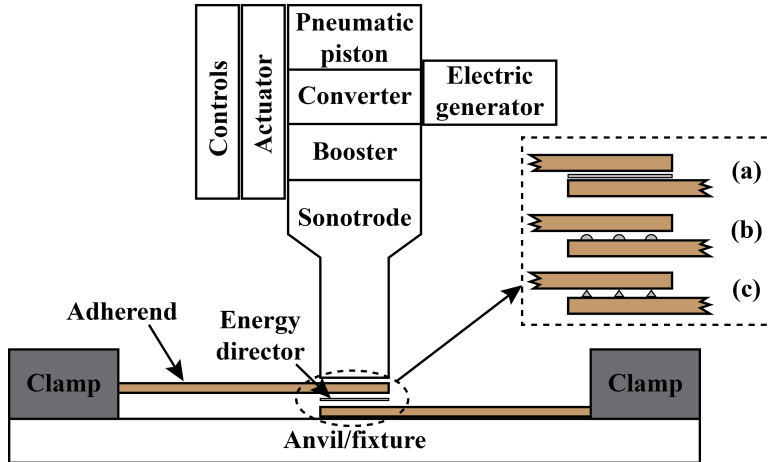 Controls
Actuator
Pneumatic
piston
Converter
Electric
generator
Booster
Sonotrode
(a)
(b)
(c)
Adherend
Energy
director
Clamp
Clamp
Anvil/fixture